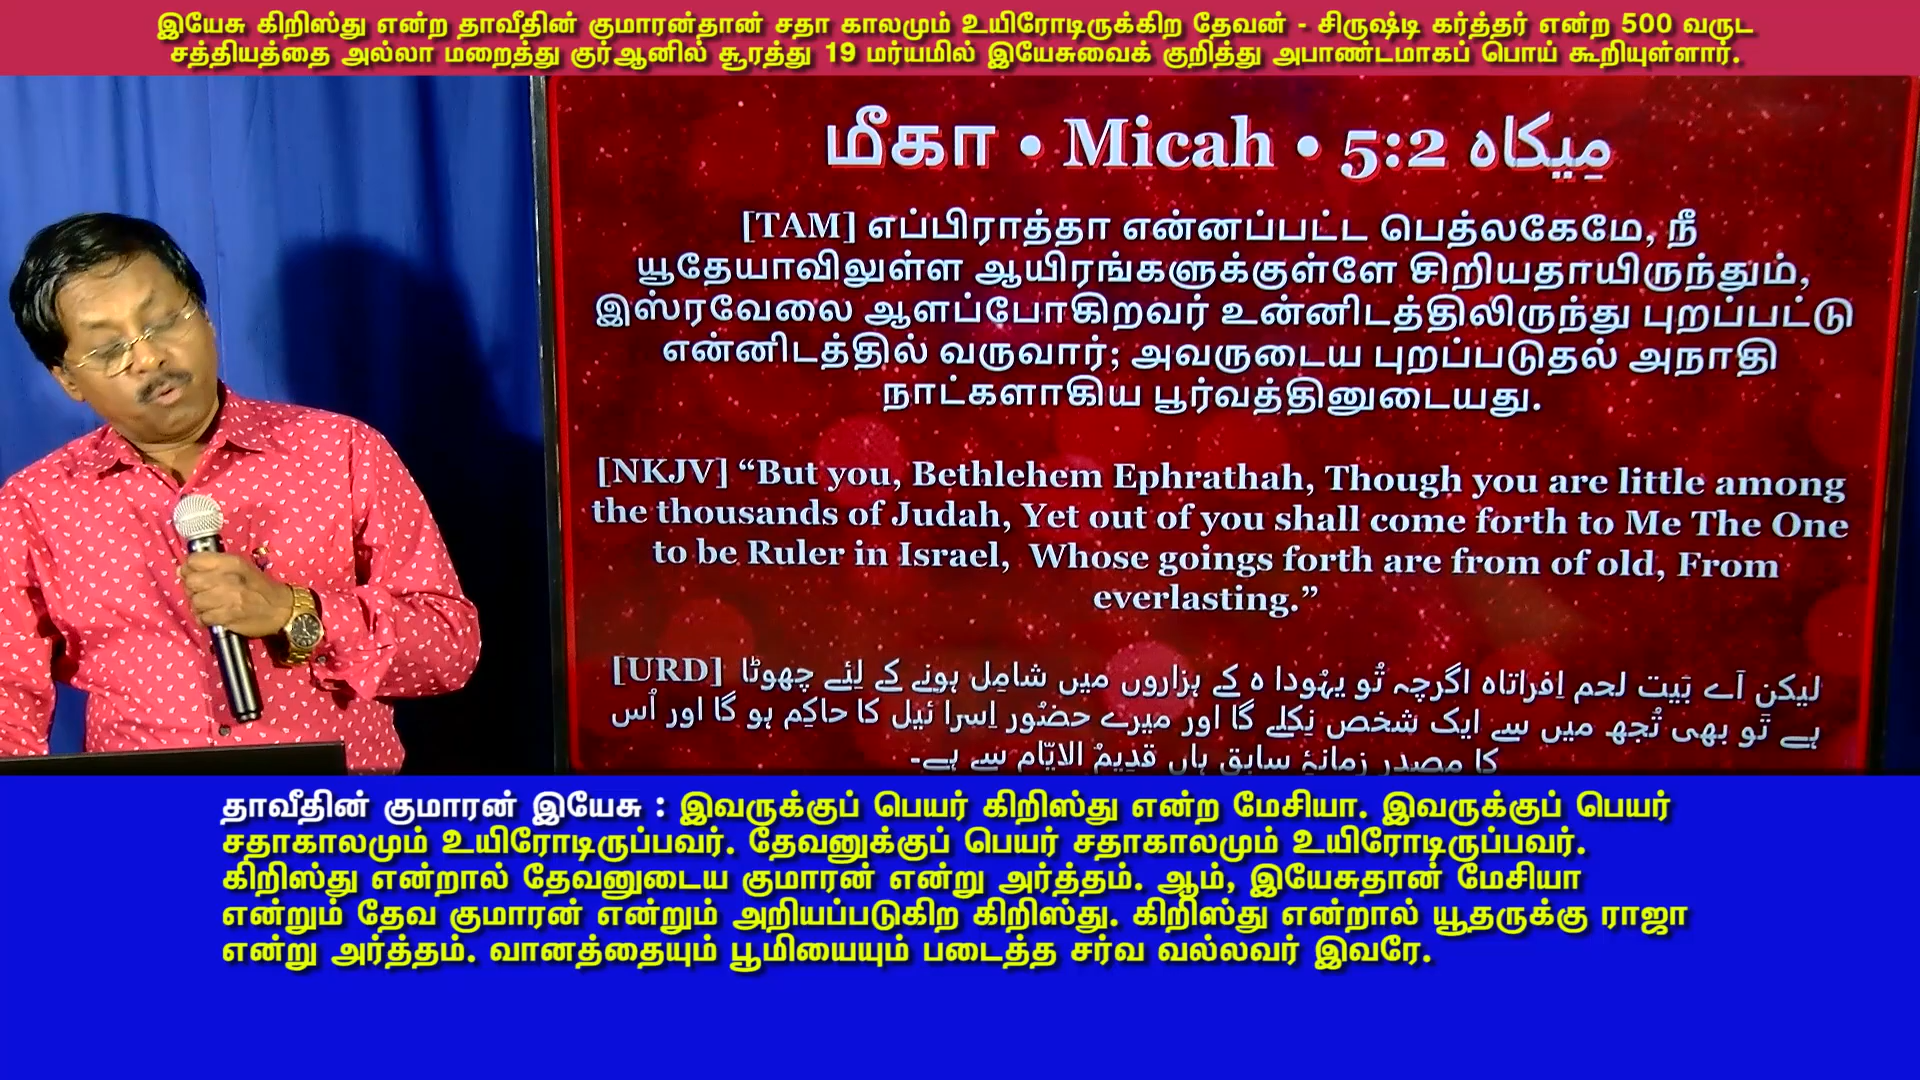 இயேசு கிறிஸ்து என்ற தாவீதின் குமாரன்தான் சதா காலமும் உயிரோடிருக்கிற தேவன் - சிருஷ்டி கர்த்தர் என்ற 500 வருட
சத்தியத்தை அல்லா மறைத்து குர்ஆனில் சூரத்து 19 மர்யமில் இயேசுவைக் குறித்து அபாண்டமாகப் பொய் கூறியுள்ளார்.
மீகா • Micah • 5:2 مِیکاہ
[TAM] எப்பிராத்தா என்னப்பட்ட பெத்லகேமே, நீ
யூதேயாவிலுள்ள ஆயிரங்களுக்குள்ளே சிறியதாயிருந்தும்,
இஸ்ரவேலை ஆளப்போகிறவர் உன்னிடத்திலிருந்து புறப்பட்டு
என்னிடத்தில் வருவார்; அவருடைய புறப்படுதல் அநாதி
நாட்களாகிய பூர்வத்தினுடையது.
[NKJV] “But you, Bethlehem Ephrathah, Though you are little among
the thousands of Judah, Yet out of you shall come forth to Me The One
to be Ruler in Israel, Whose goings forth are from of old, From
everlasting.”
[URD] لیکن اَے بَیت لحم اِفراتاہ اگرچہ تُو یہُودا ہ کے ہزاروں میں شامِل ہونے کے لِئے چھوٹا
ہے تَو بھی تُجھ میں سے ایک شخص نِکلے گا اور میرے حضُور اِسرا ئیل کا حاکِم ہو گا اور اُس
کا مصدر زمانۂِ سابِق ہاں قدِیمُ الایّام سے ہے۔
தாவீதின் குமாரன் இயேசு : இவருக்குப் பெயர் கிறிஸ்து என்ற மேசியா. இவருக்குப் பெயர்
சதாகாலமும் உயிரோடிருப்பவர். தேவனுக்குப் பெயர் சதாகாலமும் உயிரோடிருப்பவர்.
கிறிஸ்து என்றால் தேவனுடைய குமாரன் என்று அர்த்தம். ஆம், இயேசுதான் மேசியா
என்றும் தேவ குமாரன் என்றும் அறியப்படுகிற கிறிஸ்து. கிறிஸ்து என்றால் யூதருக்கு ராஜா
என்று அர்த்தம். வானத்தையும் பூமியையும் படைத்த சர்வ வல்லவர் இவரே.